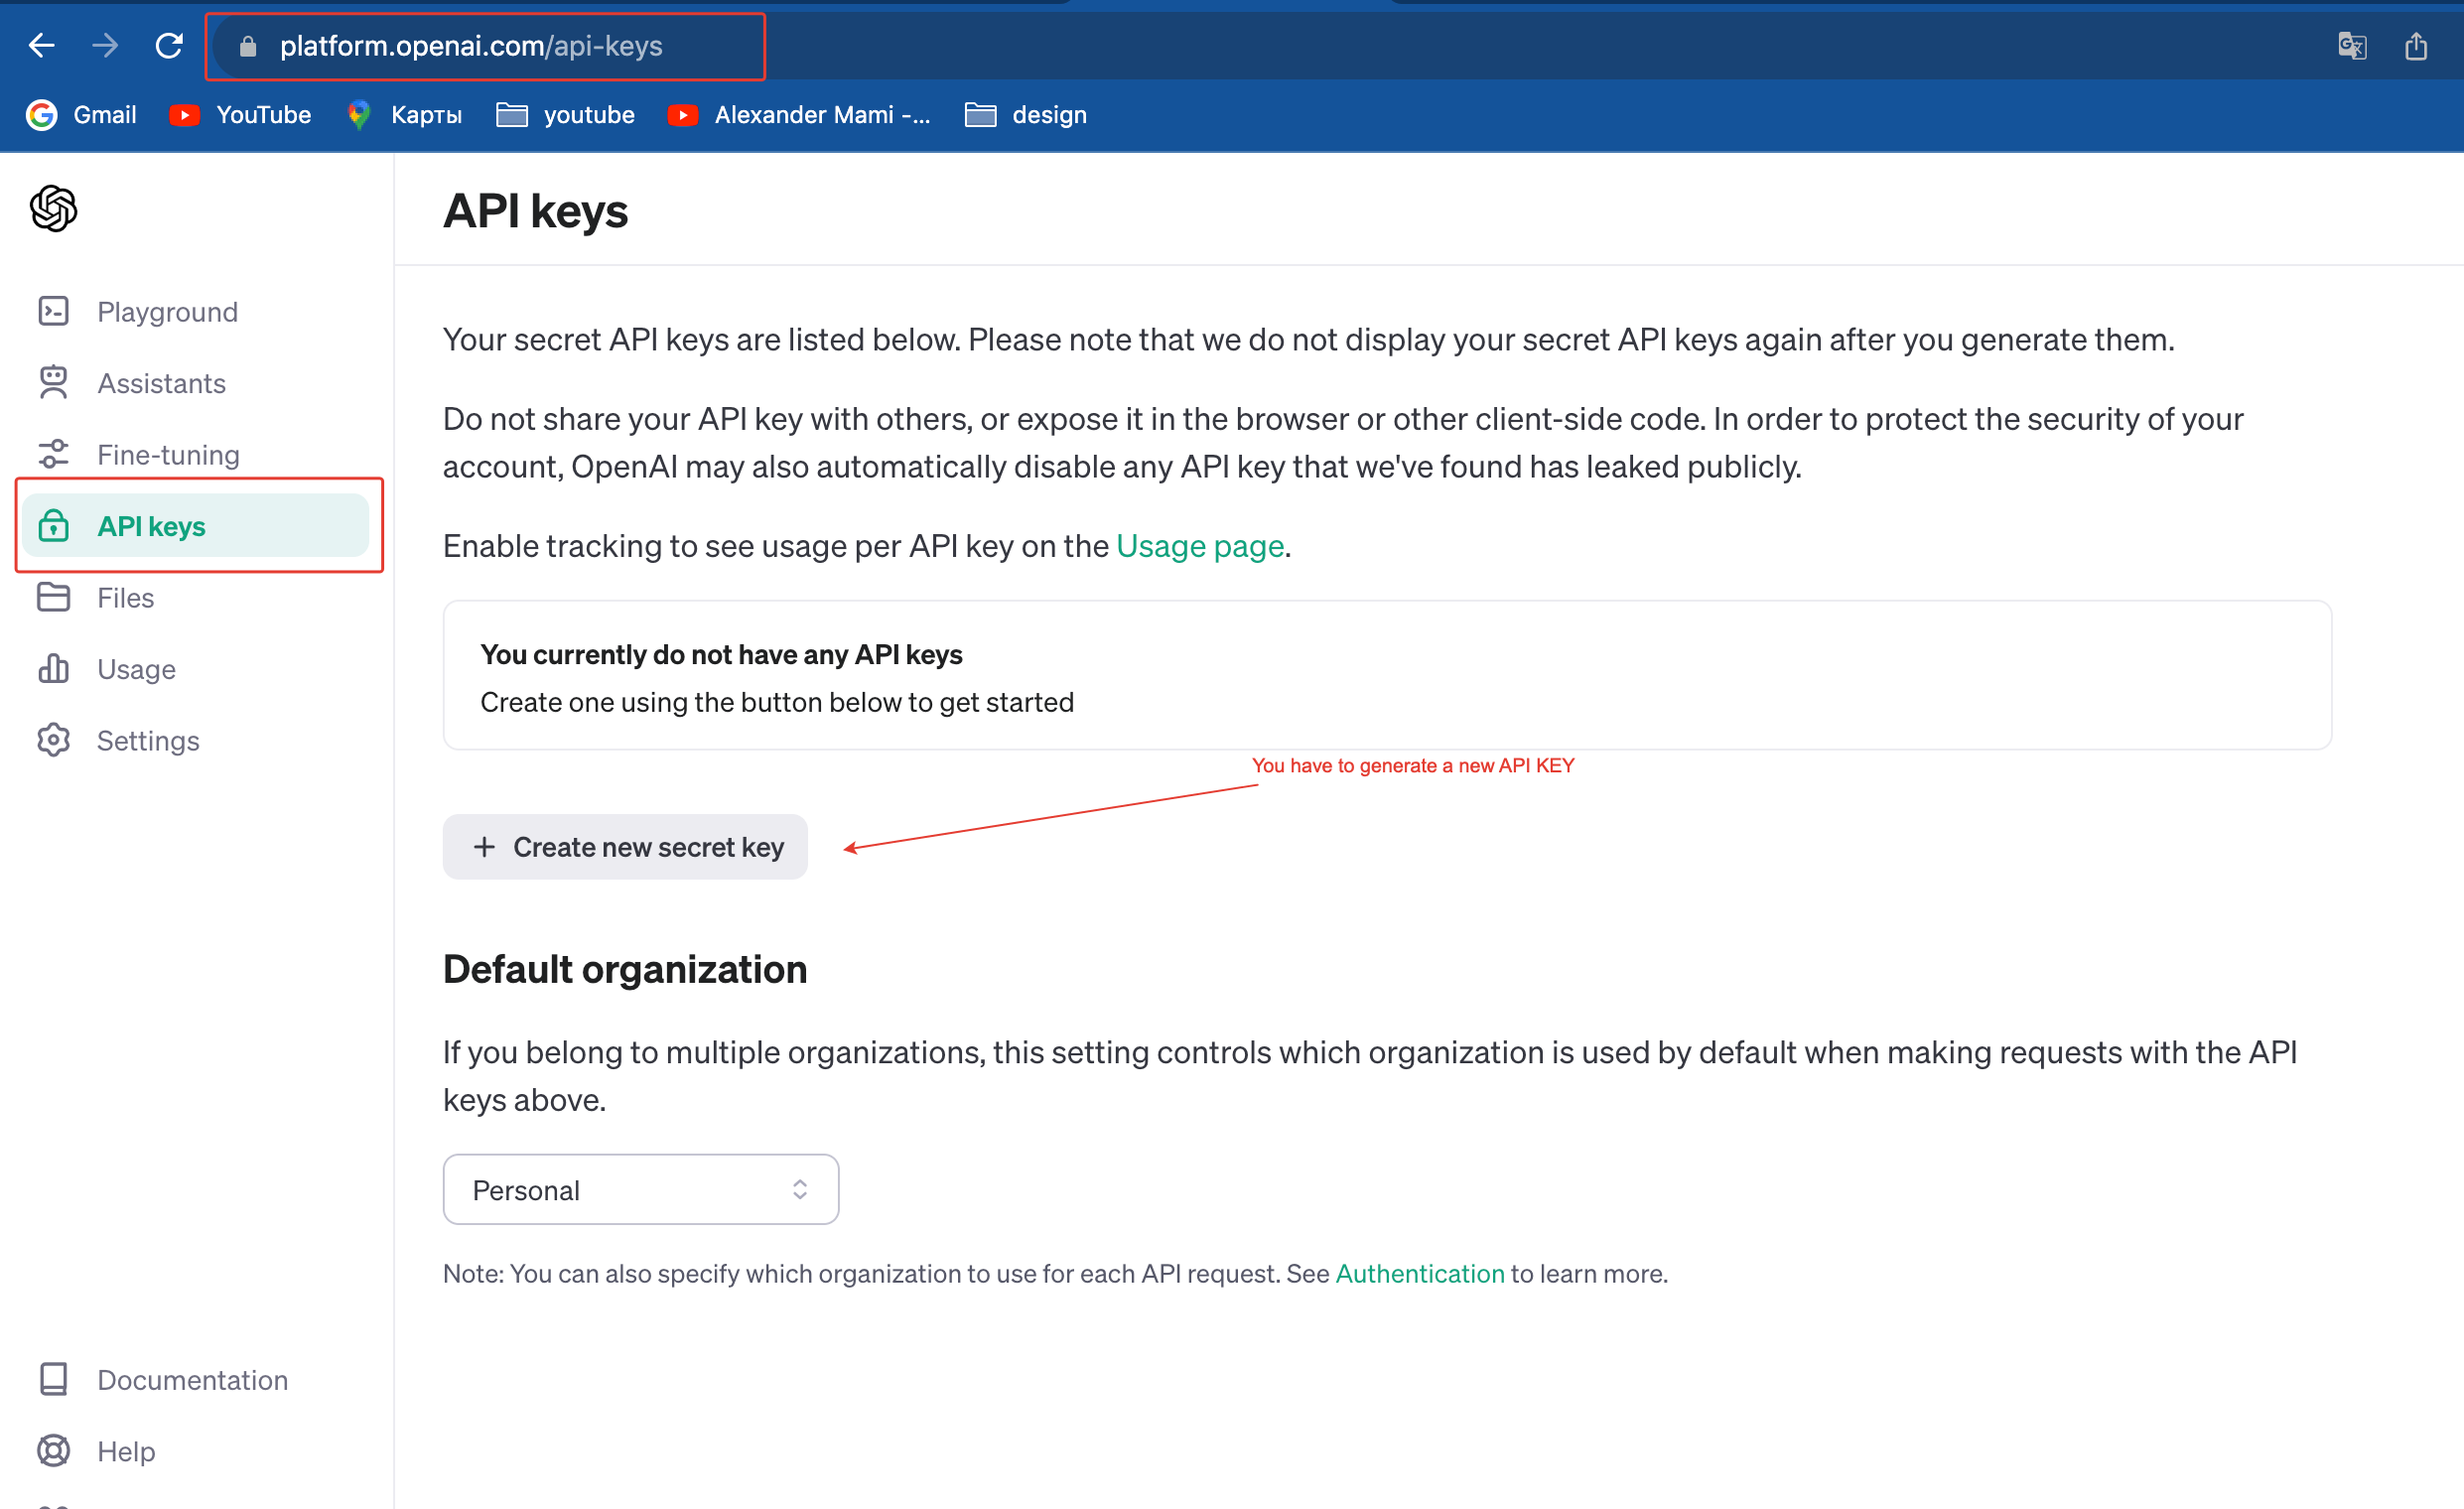 platform.openai.com/api-keys
Gmail
YouTube
Карты
youtube
Alexander Mami -...
design
API keys
Playground
Assistants
Fine-tuning
API keys
Files
Usage
Settings
Your secret API keys are listed below. Please note that we do not display your secret API keys again after you generate them.
Do not share your API key with others, or expose it in the browser or other client-side code. In order to protect the security of your
account, OpenAI may also automatically disable any API key that we've found has leaked publicly.
Enable tracking to see usage per API key on the Usage page.
You currently do not have any API keys
Create one using the button below to get started
You have to generate a new API KEY
+ Create new secret key
Default organization
If you belong to multiple organizations, this setting controls which organization is used by default when making requests with the API
keys above.
Personal
Note: You can also specify which organization to use for each API request. See Authentication to learn more.
Documentation
Help